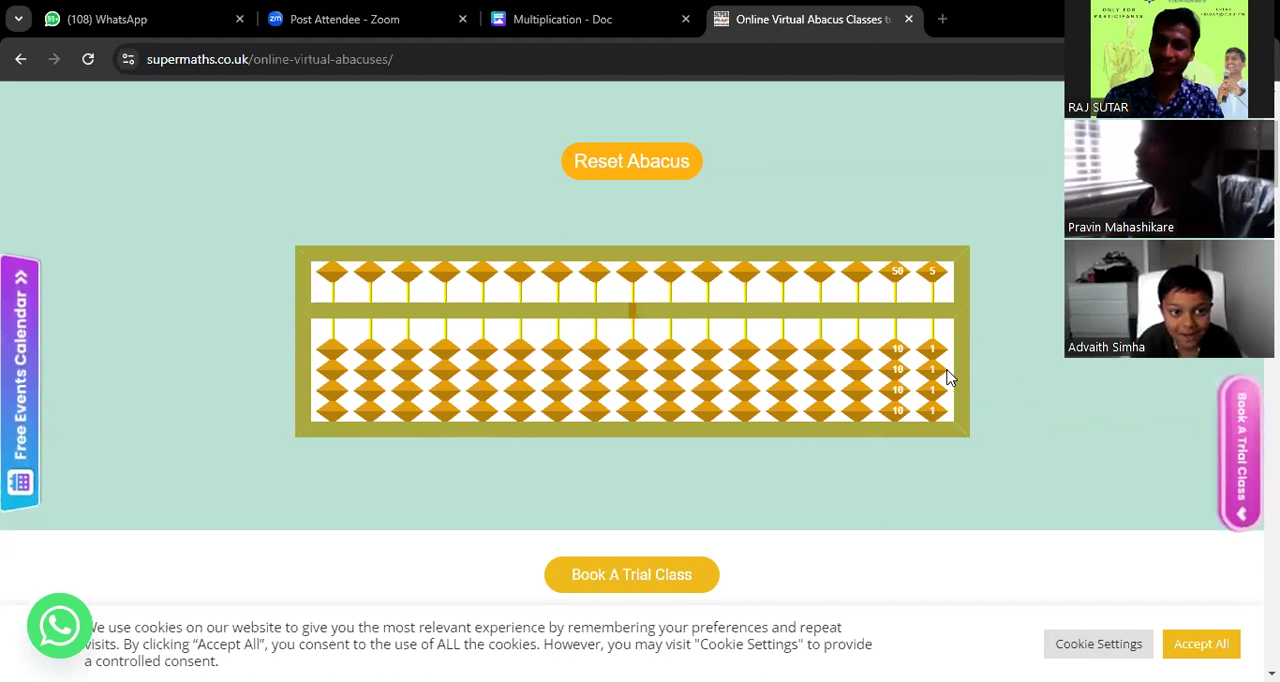 (108) WhatsApp
Post Attendee - Zoom
Multiplication - Doc
Online Virtual Abacus Classes t
supermaths.co.uk/online-virtual-abacuses/
ONLY FOR
PARTICIPANTS
RAJ SUTAR
Pravin Mahashikare
Advaith Simha
Reset Abacus
50 5
10 1
10 1
10 1
10 1
Free Events Calendar
Book A Trial Class
Book A Trial Class
We use cookies on our website to give you the most relevant experience by remembering your preferences and repeat
visits. By clicking “Accept All”, you consent to the use of ALL the cookies. However, you may visit "Cookie Settings" to provide
a controlled consent.
Cookie Settings
Accept All